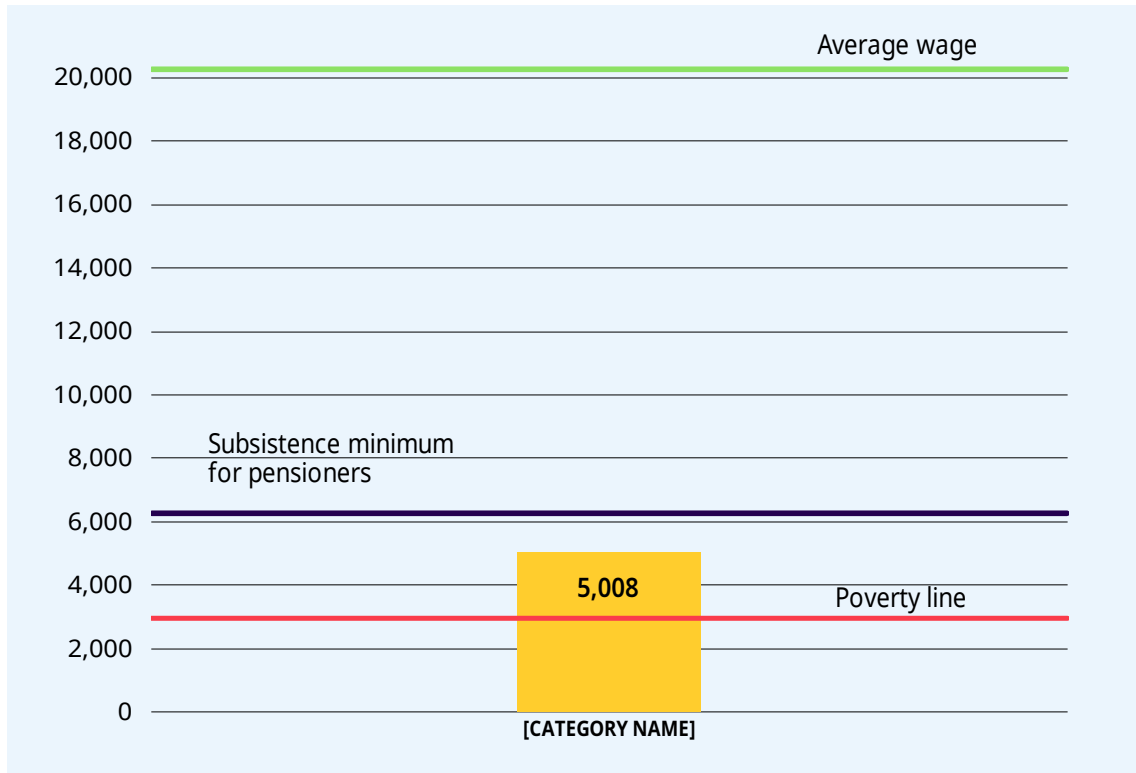 Average wage
20,000
18,000
16,000
14,000
12,000
10,000
Subsistence minimum
8,000
for pensioners
6,000
4,000
5,008
Poverty line
2,000
0
[CATEGORY NAME]